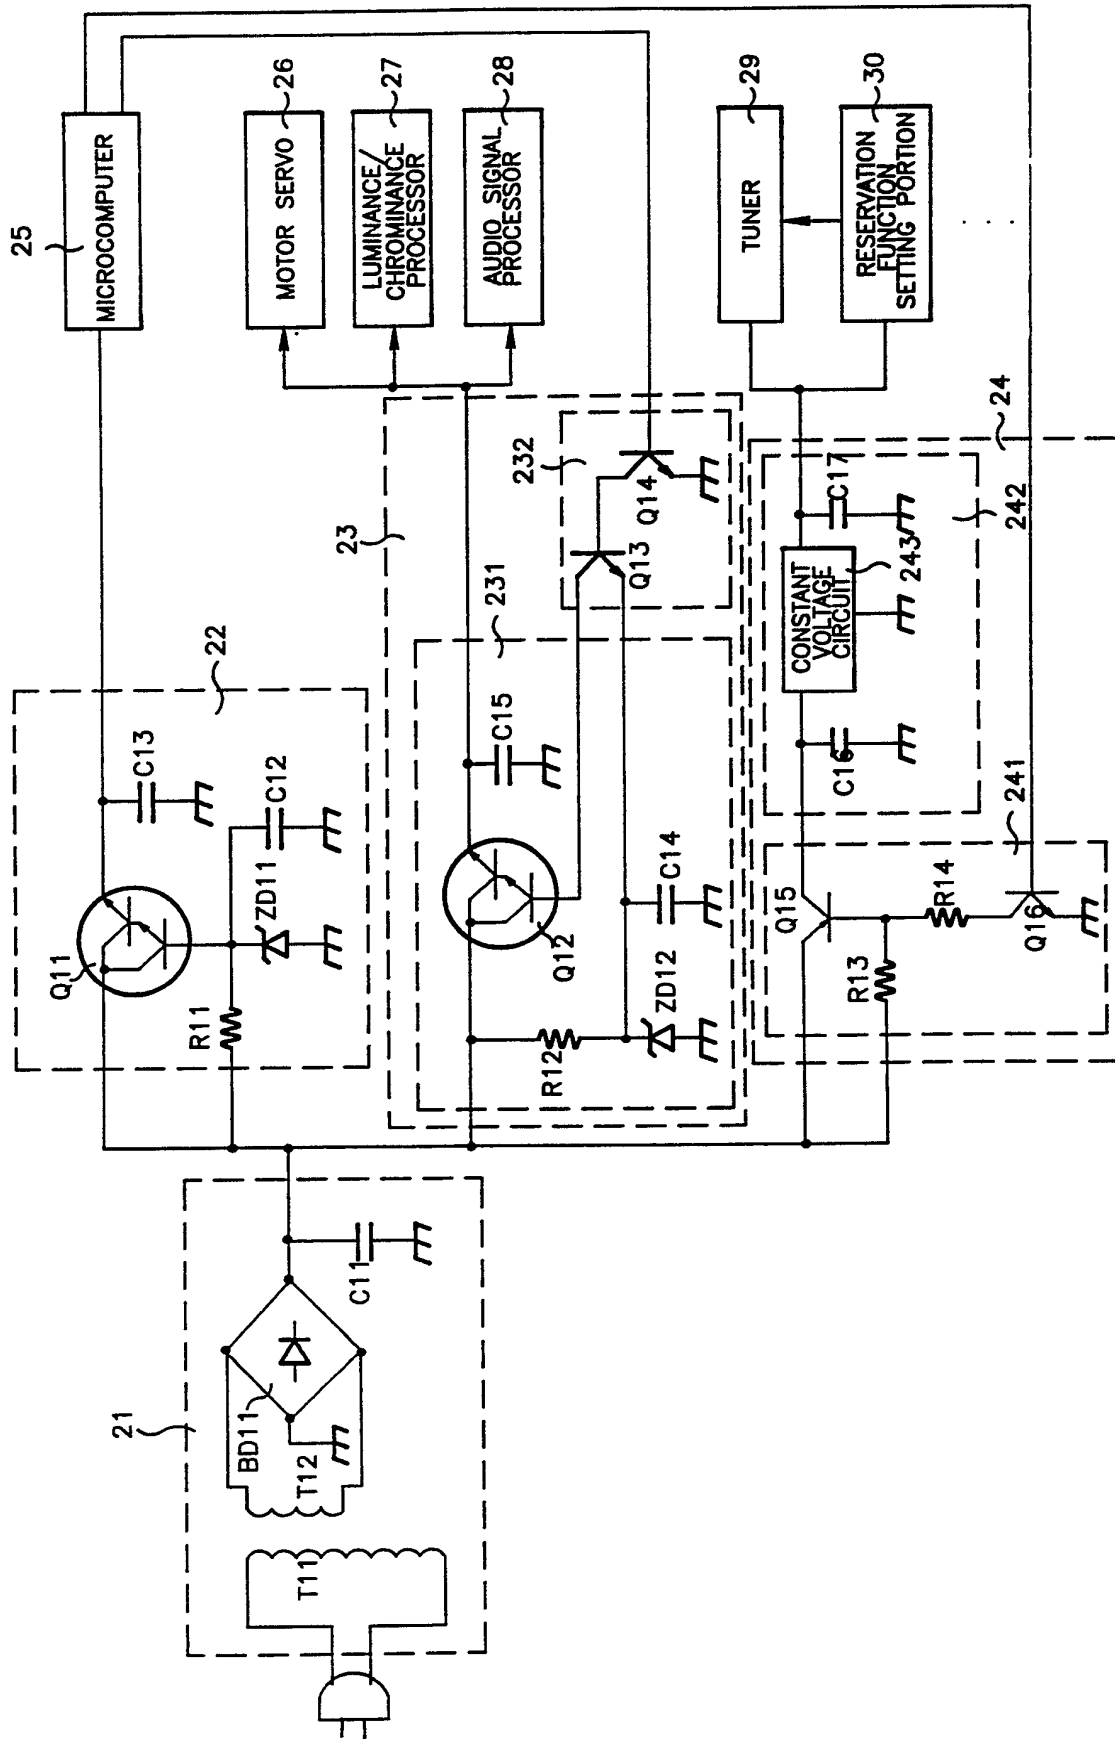 25
MICROCOMPUTER
MOTOR SERVO
26
LUMINANCE/
CHROMINANCE
PROCESSOR
27
AUDIO SIGNAL
PROCESSOR
28
TUNER
29
RESERVATION
FUNCTION
SETTING PORTION
30
22
Q11
R11
ZD11
C12
C13
23
231
232
Q12
R12
ZD12
C14
C15
Q13
Q14
24
241
242
243
Q15
R13
R14
Q16
C16
CONSTANT
VOLTAGE
CIRCUIT
C17
21
BD11
T12
T11
C11